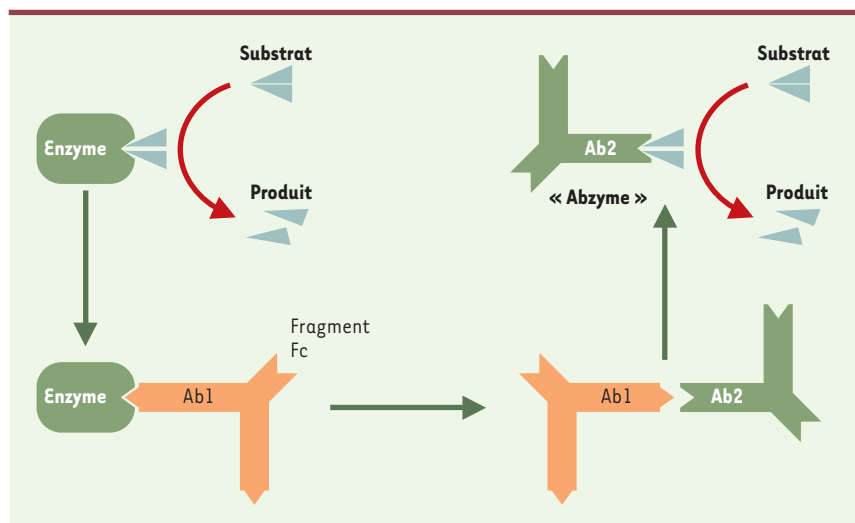 Substrat
Enzyme
Produit
Substrat
Ab2
« Abzyme »
Produit
Fragment
Fc
Enzyme
Ab1
Ab1
Ab2